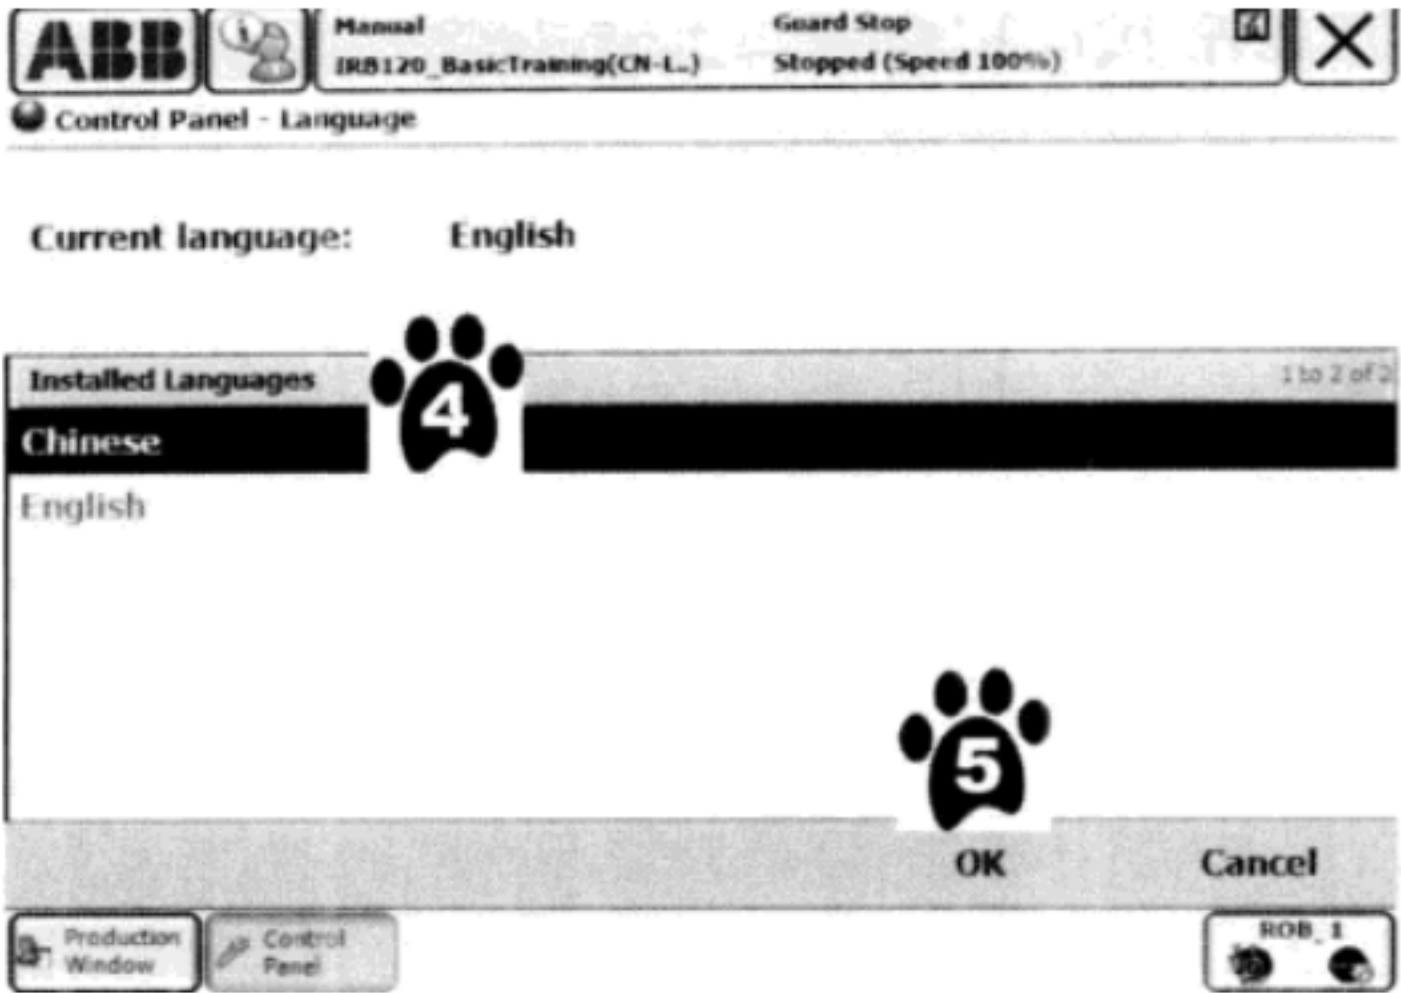 ABB
Manual
Guard Stop
IRB120_BasicTraining(CN-L..)
Stopped (Speed 100%)
Control Panel - Language
Current language: English
4
Installed Languages
1 to 2 of 2
Chinese
English
5
OK
Cancel
Production
Window
Control
Panel
ROB_1